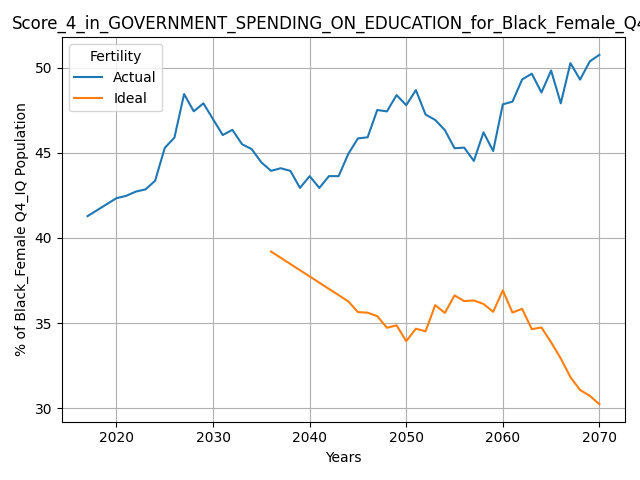 Score_4_in_GOVERNMENT_SPENDING_ON_EDUCATION_for_Black_Female_Q4
Fertility
Actual
Ideal
% of Black_Female Q4_IQ Population
50
45
40
35
30
2020 2030 2040 2050 2060 2070
Years